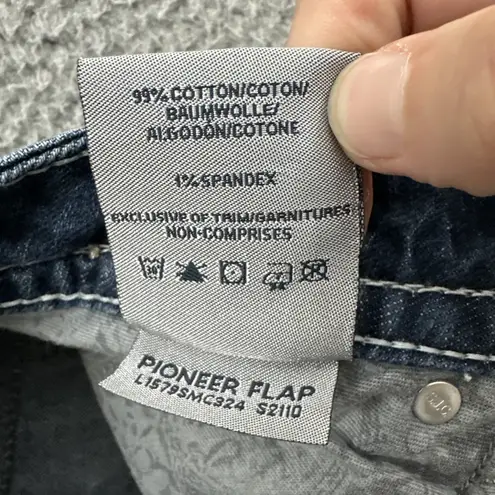 99% COTTON/COTON/
BAUMWOLLE/
ALGODON/COTONE
1% SPANDEX
EXCLUSIVE OF TRIM/GARNITURES
NON-COMPRISES
PIONEER FLAP
L1579SMC324 S2110